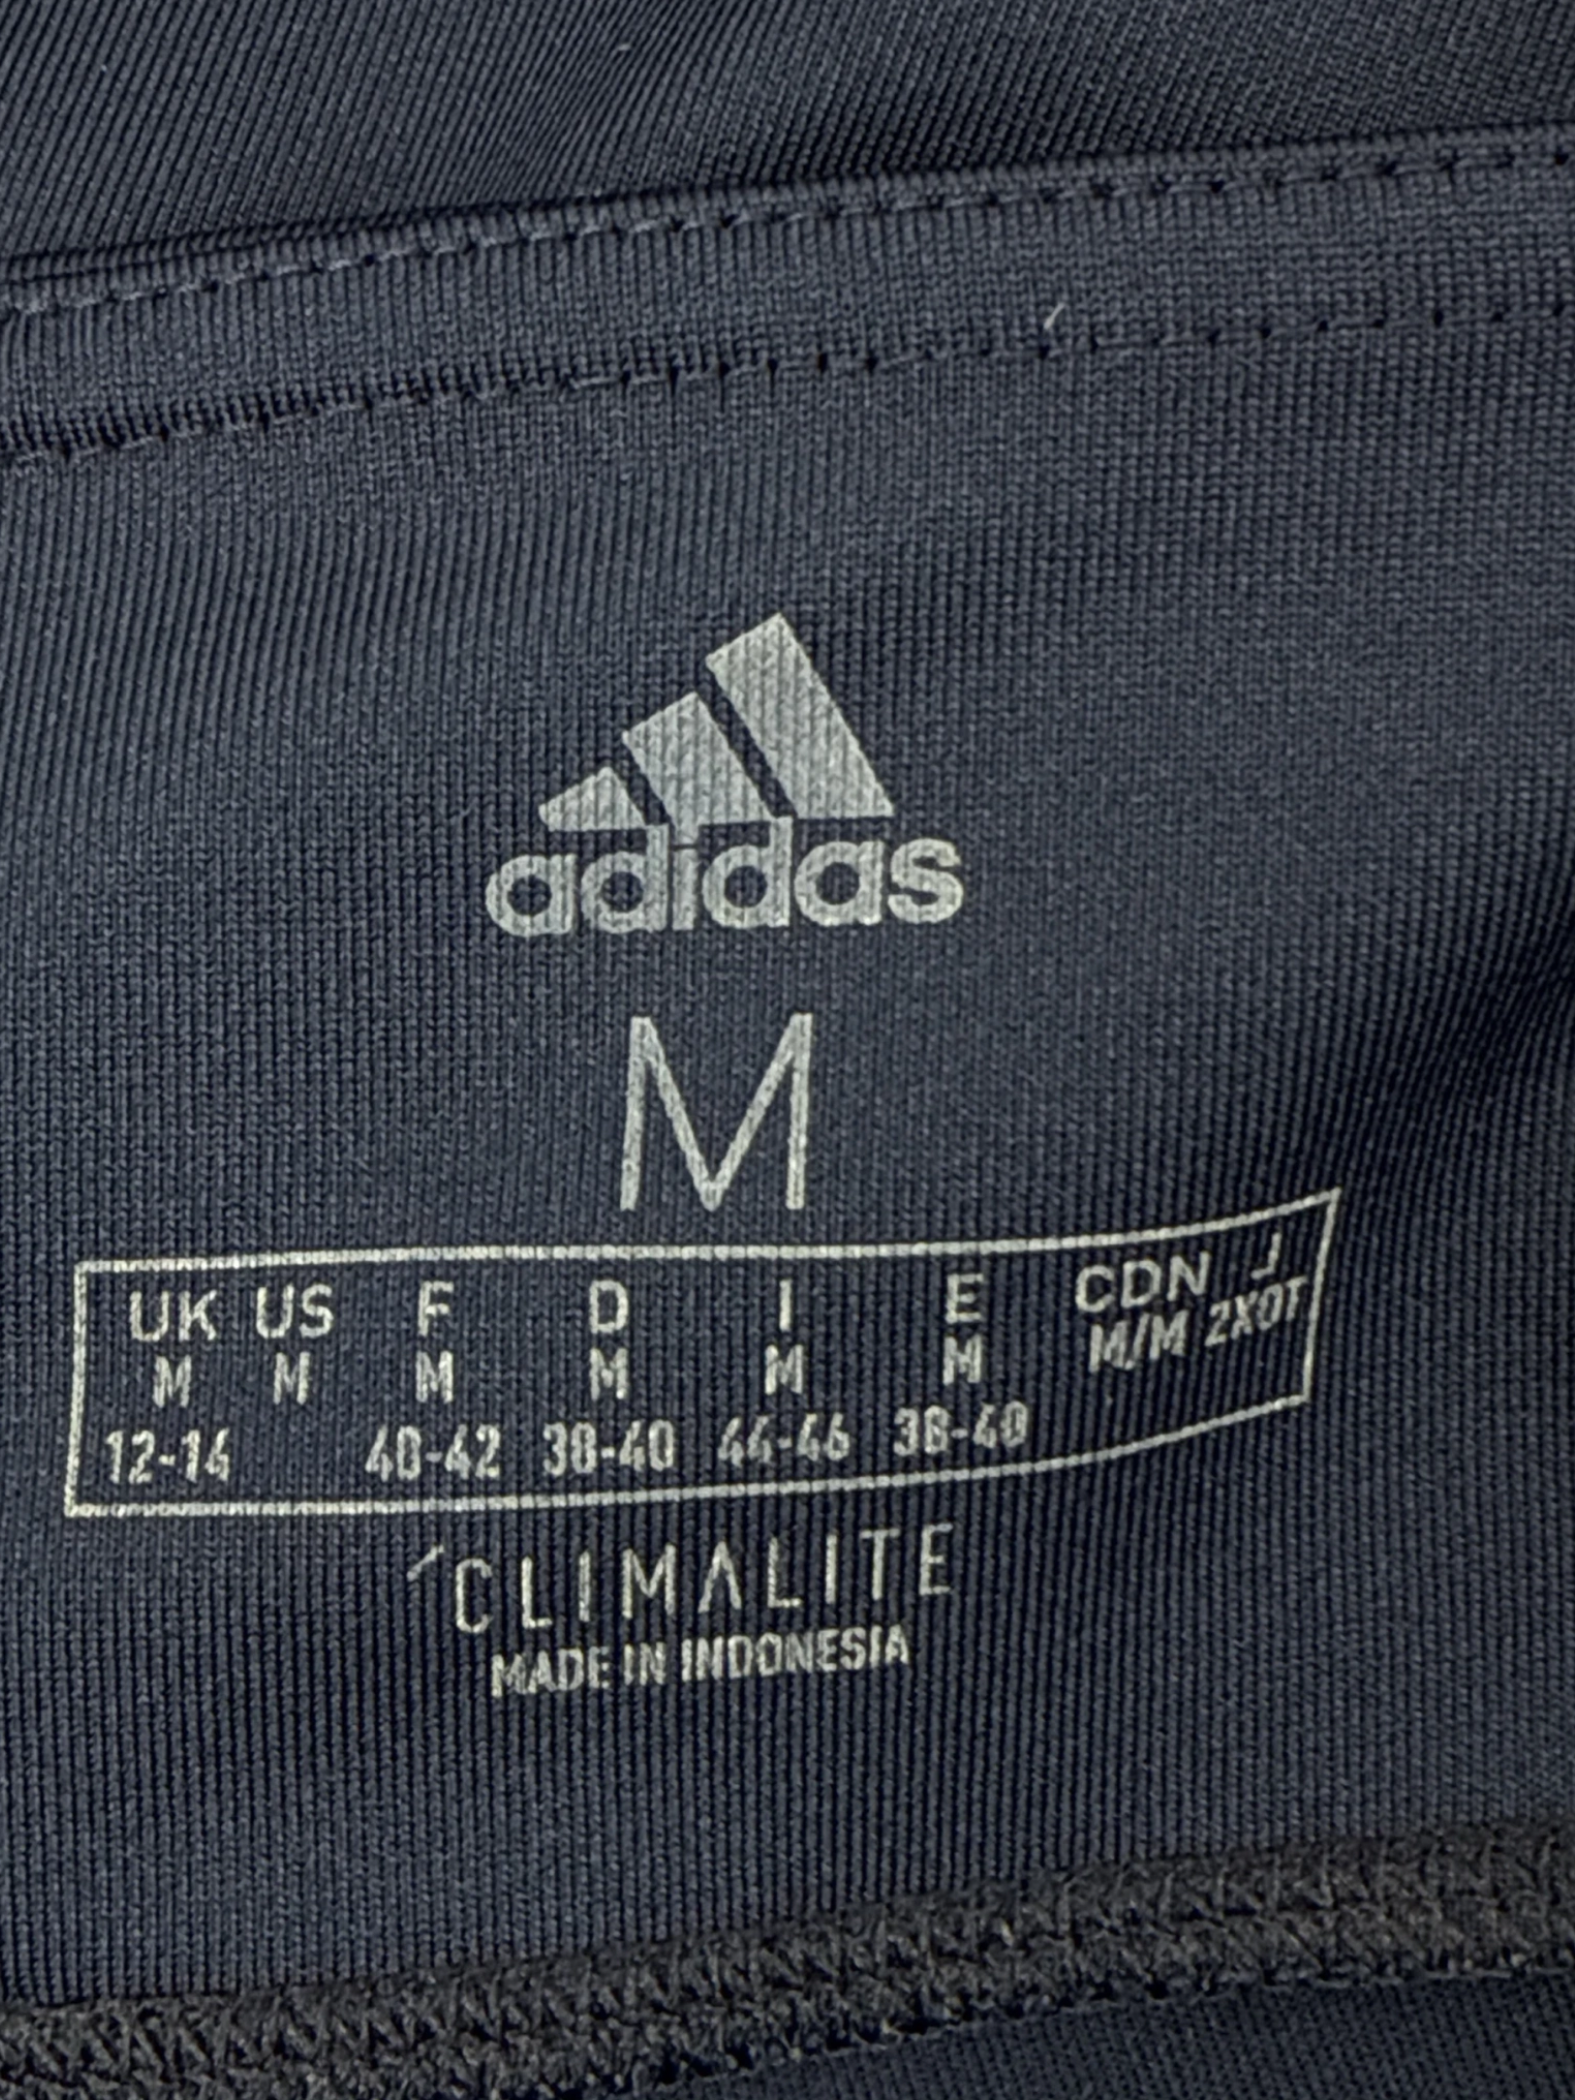 adidas
M
UK US F D I E CDN J
M M M M M M M/M 2XOT
12-14 40-42 38-40 44-46 38-40
CLIMALITE
MADE IN INDONESIA